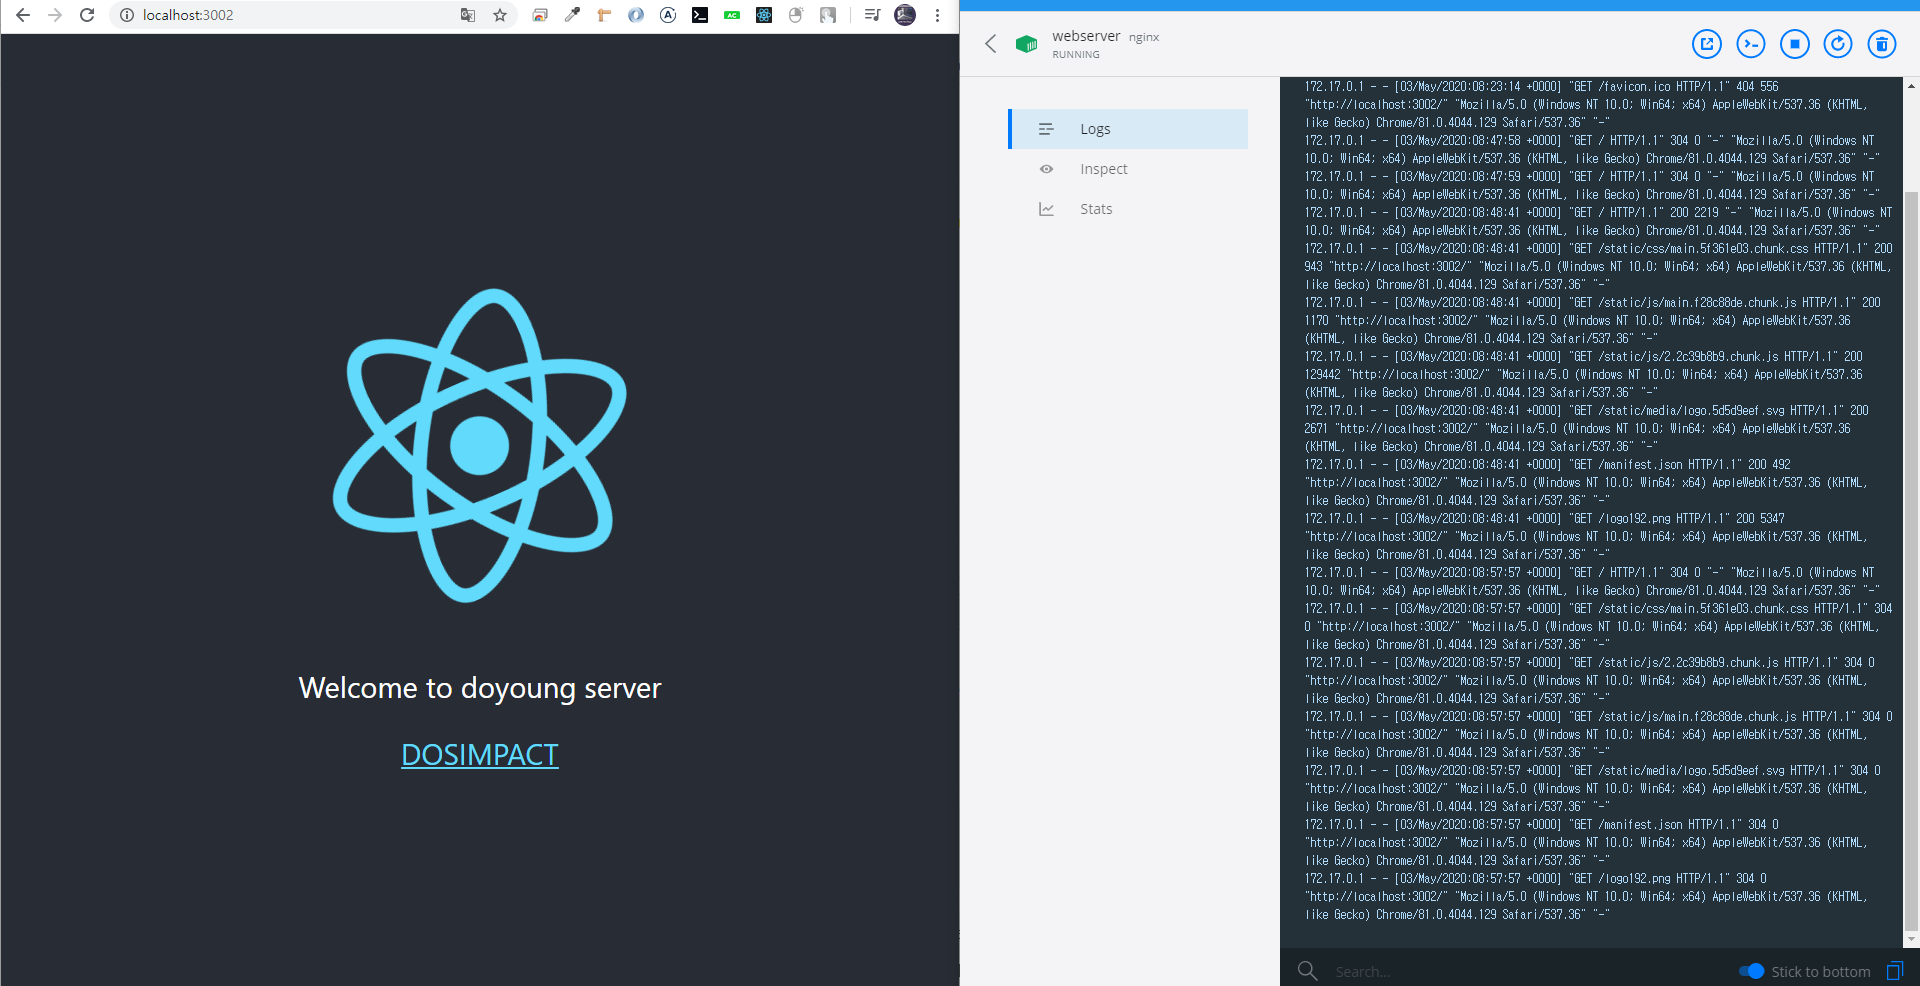 localhost:3002
AC
Welcome to doyoung server
DOSIMPACT
webserver nginx
RUNNING
Logs
Inspect
Stats
172.17.0.1 - - [03/May/2020:08:23:14 +0000] "GET /favicon.ico HTTP/1.1" 404 556
"http://localhost:3002/" "Mozilla/5.0 (Windows NT 10.0; Win64; x64) AppleWebKit/537.36 (KHTML,
like Gecko) Chrome/81.0.4044.129 Safari/537.36" "-"
172.17.0.1 - - [03/May/2020:08:47:58 +0000] "GET / HTTP/1.1" 304 0 "-" "Mozilla/5.0 (Windows NT
10.0; Win64; x64) AppleWebKit/537.36 (KHTML, like Gecko) Chrome/81.0.4044.129 Safari/537.36" "-"
172.17.0.1 - - [03/May/2020:08:47:59 +0000] "GET / HTTP/1.1" 304 0 "-" "Mozilla/5.0 (Windows NT
10.0; Win64; x64) AppleWebKit/537.36 (KHTML, like Gecko) Chrome/81.0.4044.129 Safari/537.36" "-"
172.17.0.1 - - [03/May/2020:08:48:41 +0000] "GET / HTTP/1.1" 200 2219 "-" "Mozilla/5.0 (Windows NT
10.0; Win64; x64) AppleWebKit/537.36 (KHTML, like Gecko) Chrome/81.0.4044.129 Safari/537.36" "-"
172.17.0.1 - - [03/May/2020:08:48:41 +0000] "GET /static/css/main.5f361e03.chunk.css HTTP/1.1" 200
943 "http://localhost:3002/" "Mozilla/5.0 (Windows NT 10.0; Win64; x64) AppleWebKit/537.36 (KHTML,
like Gecko) Chrome/81.0.4044.129 Safari/537.36" "-"
172.17.0.1 - - [03/May/2020:08:48:41 +0000] "GET /static/js/main.f28c88de.chunk.js HTTP/1.1" 200
1170 "http://localhost:3002/" "Mozilla/5.0 (Windows NT 10.0; Win64; x64) AppleWebKit/537.36
(KHTML, like Gecko) Chrome/81.0.4044.129 Safari/537.36" "-"
172.17.0.1 - - [03/May/2020:08:48:41 +0000] "GET /static/js/2.2c39b8b9.chunk.js HTTP/1.1" 200
129442 "http://localhost:3002/" "Mozilla/5.0 (Windows NT 10.0; Win64; x64) AppleWebKit/537.36
(KHTML, like Gecko) Chrome/81.0.4044.129 Safari/537.36" "-"
172.17.0.1 - - [03/May/2020:08:48:41 +0000] "GET /static/media/logo.5d5d9eef.svg HTTP/1.1" 200
2671 "http://localhost:3002/" "Mozilla/5.0 (Windows NT 10.0; Win64; x64) AppleWebKit/537.36
(KHTML, like Gecko) Chrome/81.0.4044.129 Safari/537.36" "-"
172.17.0.1 - - [03/May/2020:08:48:41 +0000] "GET /manifest.json HTTP/1.1" 200 492
"http://localhost:3002/" "Mozilla/5.0 (Windows NT 10.0; Win64; x64) AppleWebKit/537.36 (KHTML,
like Gecko) Chrome/81.0.4044.129 Safari/537.36" "-"
172.17.0.1 - - [03/May/2020:08:48:41 +0000] "GET /logo192.png HTTP/1.1" 200 5347
"http://localhost:3002/" "Mozilla/5.0 (Windows NT 10.0; Win64; x64) AppleWebKit/537.36 (KHTML,
like Gecko) Chrome/81.0.4044.129 Safari/537.36" "-"
172.17.0.1 - - [03/May/2020:08:57:57 +0000] "GET / HTTP/1.1" 304 0 "-" "Mozilla/5.0 (Windows NT
10.0; Win64; x64) AppleWebKit/537.36 (KHTML, like Gecko) Chrome/81.0.4044.129 Safari/537.36" "-"
172.17.0.1 - - [03/May/2020:08:57:57 +0000] "GET /static/css/main.5f361e03.chunk.css HTTP/1.1" 304
0 "http://localhost:3002/" "Mozilla/5.0 (Windows NT 10.0; Win64; x64) AppleWebKit/537.36 (KHTML,
like Gecko) Chrome/81.0.4044.129 Safari/537.36" "-"
172.17.0.1 - - [03/May/2020:08:57:57 +0000] "GET /static/js/2.2c39b8b9.chunk.js HTTP/1.1" 304 0
"http://localhost:3002/" "Mozilla/5.0 (Windows NT 10.0; Win64; x64) AppleWebKit/537.36 (KHTML,
like Gecko) Chrome/81.0.4044.129 Safari/537.36" "-"
172.17.0.1 - - [03/May/2020:08:57:57 +0000] "GET /static/js/main.f28c88de.chunk.js HTTP/1.1" 304 0
"http://localhost:3002/" "Mozilla/5.0 (Windows NT 10.0; Win64; x64) AppleWebKit/537.36 (KHTML,
like Gecko) Chrome/81.0.4044.129 Safari/537.36" "-"
172.17.0.1 - - [03/May/2020:08:57:57 +0000] "GET /static/media/logo.5d5d9eef.svg HTTP/1.1" 304 0
"http://localhost:3002/" "Mozilla/5.0 (Windows NT 10.0; Win64; x64) AppleWebKit/537.36 (KHTML,
like Gecko) Chrome/81.0.4044.129 Safari/537.36" "-"
172.17.0.1 - - [03/May/2020:08:57:57 +0000] "GET /manifest.json HTTP/1.1" 304 0
"http://localhost:3002/" "Mozilla/5.0 (Windows NT 10.0; Win64; x64) AppleWebKit/537.36 (KHTML,
like Gecko) Chrome/81.0.4044.129 Safari/537.36" "-"
172.17.0.1 - - [03/May/2020:08:57:57 +0000] "GET /logo192.png HTTP/1.1" 304 0
"http://localhost:3002/" "Mozilla/5.0 (Windows NT 10.0; Win64; x64) AppleWebKit/537.36 (KHTML,
like Gecko) Chrome/81.0.4044.129 Safari/537.36" "-"
Search...
Stick to bottom